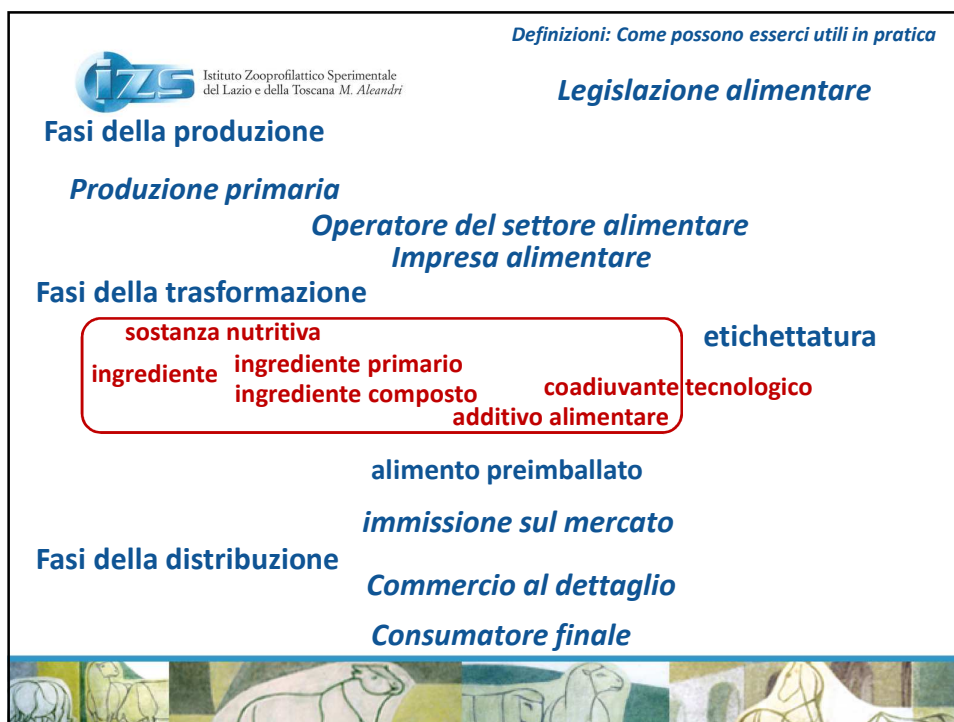 Definizioni: Come possono esserci utili in pratica
izs
Istituto Zooprofilattico Sperimentale
del Lazio e della Toscana M. Aleandri
Legislazione alimentare
Fasi della produzione
Produzione primaria
Operatore del settore alimentare
Impresa alimentare
Fasi della trasformazione
sostanza nutritiva
etichettatura
ingrediente
ingrediente primario
ingrediente composto
coadiuvante tecnologico
additivo alimentare
alimento preimballato
immissione sul mercato
Fasi della distribuzione
Commercio al dettaglio
Consumatore finale